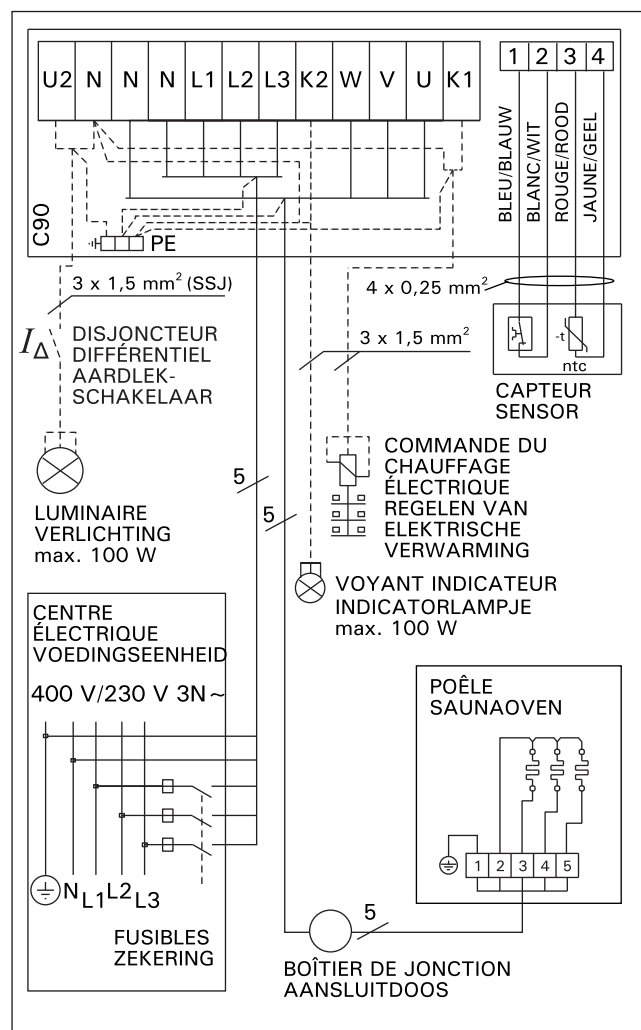 U2 N N N L1 L2 L3 K2 W V U K1
1 2 3 4
BLEU/BLAUW
BLANC/WIT
ROUGE/ROOD
JAUNE/GEEL
C90
PE
3 x 1,5 mm² (SSJ)
4 x 0,25 mm²
I∆
DISJONCTEUR
DIFFÉRENTIEL
AARDLEK-
SCHAKELAAR
3 x 1,5 mm²
-t
ntc
CAPTEUR
SENSOR
LUMINAIRE
VERLICHTING
max. 100 W
5
5
COMMANDE DU
CHAUFFAGE
ÉLECTRIQUE
REGELEN VAN
ELEKTRISCHE
VERWARMING
VOYANT INDICATEUR
INDICATORLAMPJE
max. 100 W
CENTRE
ÉLECTRIQUE
VOEDINGSEENHEID
400 V/230 V 3N~
N L1 L2 L3
FUSIBLES
ZEKERING
POÊLE
SAUNAOVEN
1 2 3 4 5
5
BOÎTIER DE JONCTION
AANSLUITDOOS